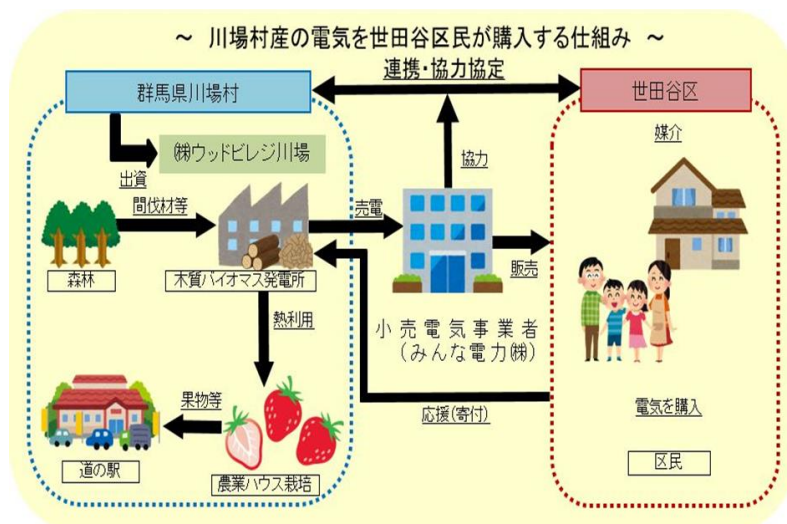 ～ 川場村産の電気を世田谷区民が購入する仕組み ～
連携・協力協定
群馬県川場村
世田谷区
㈱ウッドビレジ川場
出資
協力
媒介
間伐材等
売電
販売
森林
木質バイオマス発電所
熱利用
小売電気事業者
（みんな電力㈱）
果物等
応援(寄付)
電気を購入
道の駅
農業ハウス栽培
区民